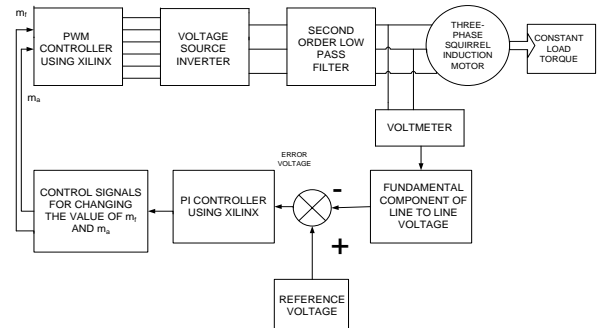 mf
PWM
CONTROLLER
USING XILINX
VOLTAGE
SOURCE
INVERTER
SECOND
ORDER LOW
PASS
FILTER
THREE-
PHASE
SQUIRREL
INDUCTION
MOTOR
CONSTANT
LOAD
TORQUE
ma
VOLTMETER
ERROR
VOLTAGE
CONTROL SIGNALS
FOR CHANGING
THE VALUE OF mf
AND ma
PI CONTROLLER
USING XILINX
-
+
FUNDAMENTAL
COMPONENT OF
LINE TO LINE
VOLTAGE
REFERENCE
VOLTAGE